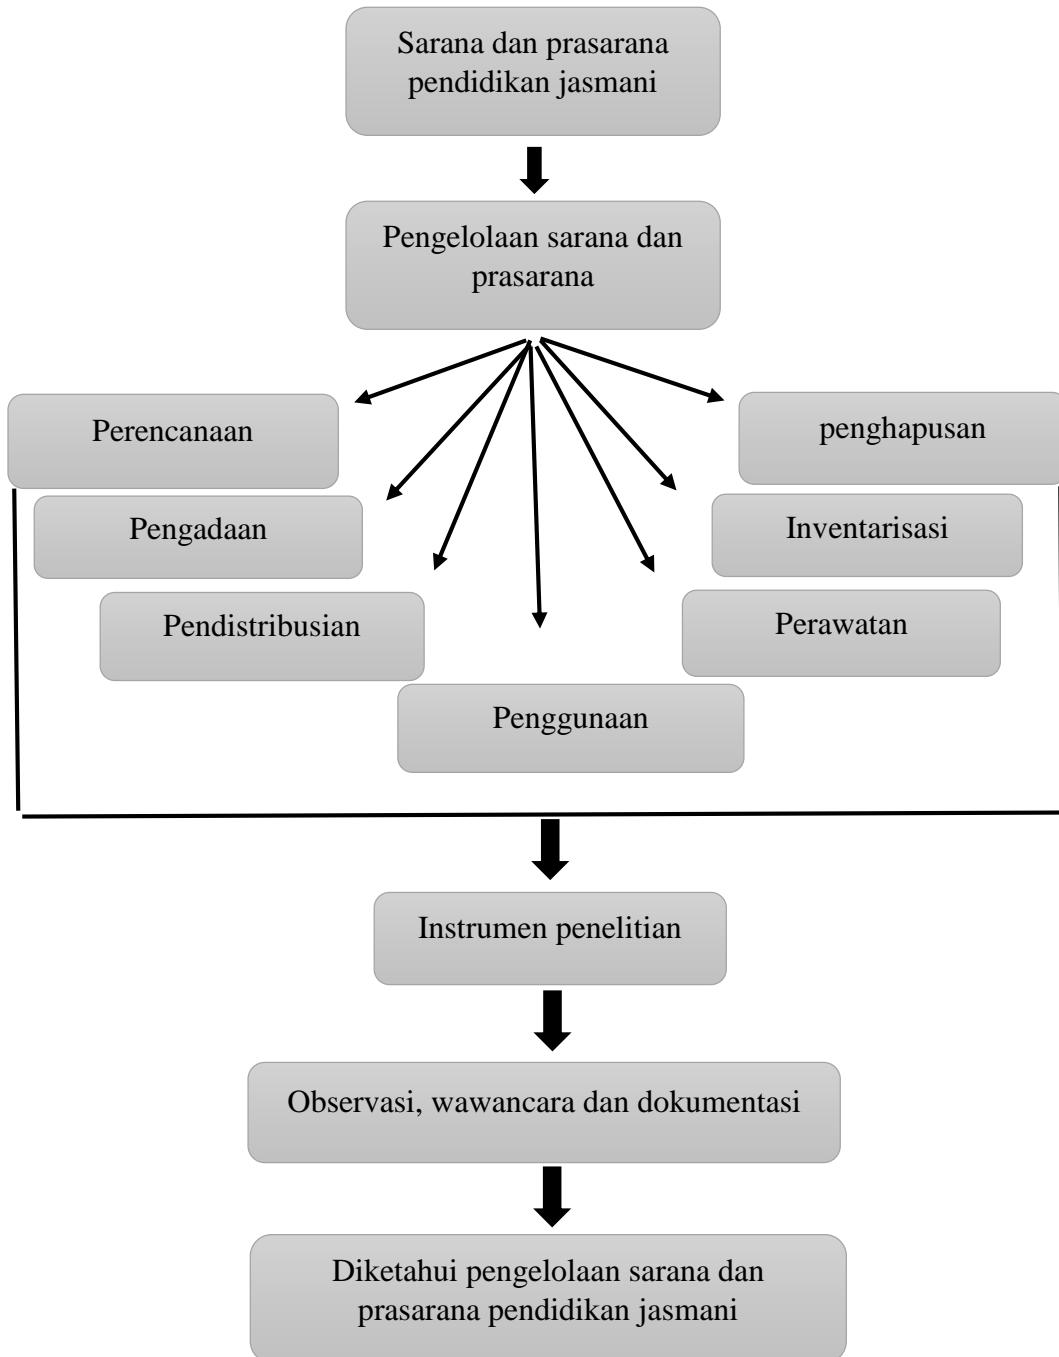 Sarana dan prasarana
pendidikan jasmani
Pengelolaan sarana dan
prasarana
Perencanaan
penghapusan
Pengadaan
Inventarisasi
Pendistribusian
Perawatan
Penggunaan
Instrumen penelitian
Observasi, wawancara dan dokumentasi
Diketahui pengelolaan sarana dan
prasarana pendidikan jasmani